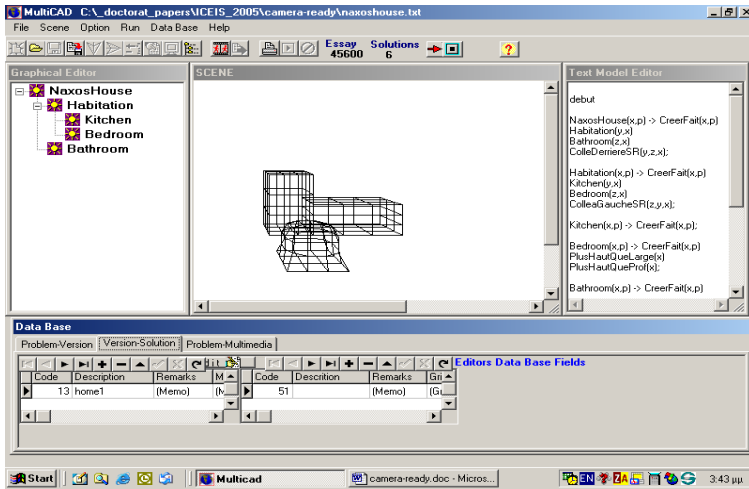 MultiCAD C:\_doctorat_papers\ICEIS_2005\camera-ready\naxoshouse.txt
File Scene Option Run Data Base Help
Essay Solutions
45600 6
?
Graphical Editor
SCENE
Text Model Editor
NaxosHouse
Habitation
Kitchen
Bedroom
Bathroom
debut
NaxosHouse(x,p) -> CreerFait(x,p)
Habitation(y,x)
Bathroom(z,x)
ColleDerriereSR(y,z,x);
Habitation(x,p) -> CreerFait(x,p)
Kitchen(y,x)
Bedroom(z,x)
ColleaGaucheSR(z,y,x);
Kitchen(x,p) -> CreerFait(x,p);
Bedroom(x,p) -> CreerFait(x,p)
PlusHautQueLarge(x)
PlusHautQueProf(x);
Bathroom(x,p) -> CreerFait(x,p)
Data Base
Problem-Version Version-Solution Problem-Multimedia
Editors Data Base Fields
Code Description Remarks M Code Descrition Remarks Gri
13 home1 (Memo) 51 (Memo) (Gr
Start Multicad camera-ready.doc - Micros... EN 3:43 μμ